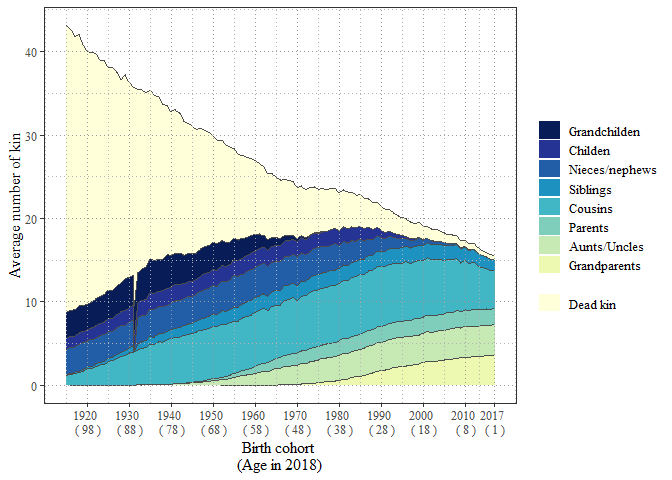 Average number of kin
40
30
20
10
0
1920 1930 1940 1950 1960 1970 1980 1990 2000 2010 2017
( 98 ) ( 88 ) ( 78 ) ( 68 ) ( 58 ) ( 48 ) ( 38 ) ( 28 ) ( 18 ) ( 8 ) ( 1 )
Birth cohort
(Age in 2018)
Grandchilden
Childen
Nieces/nephews
Siblings
Cousins
Parents
Aunts/Uncles
Grandparents
Dead kin